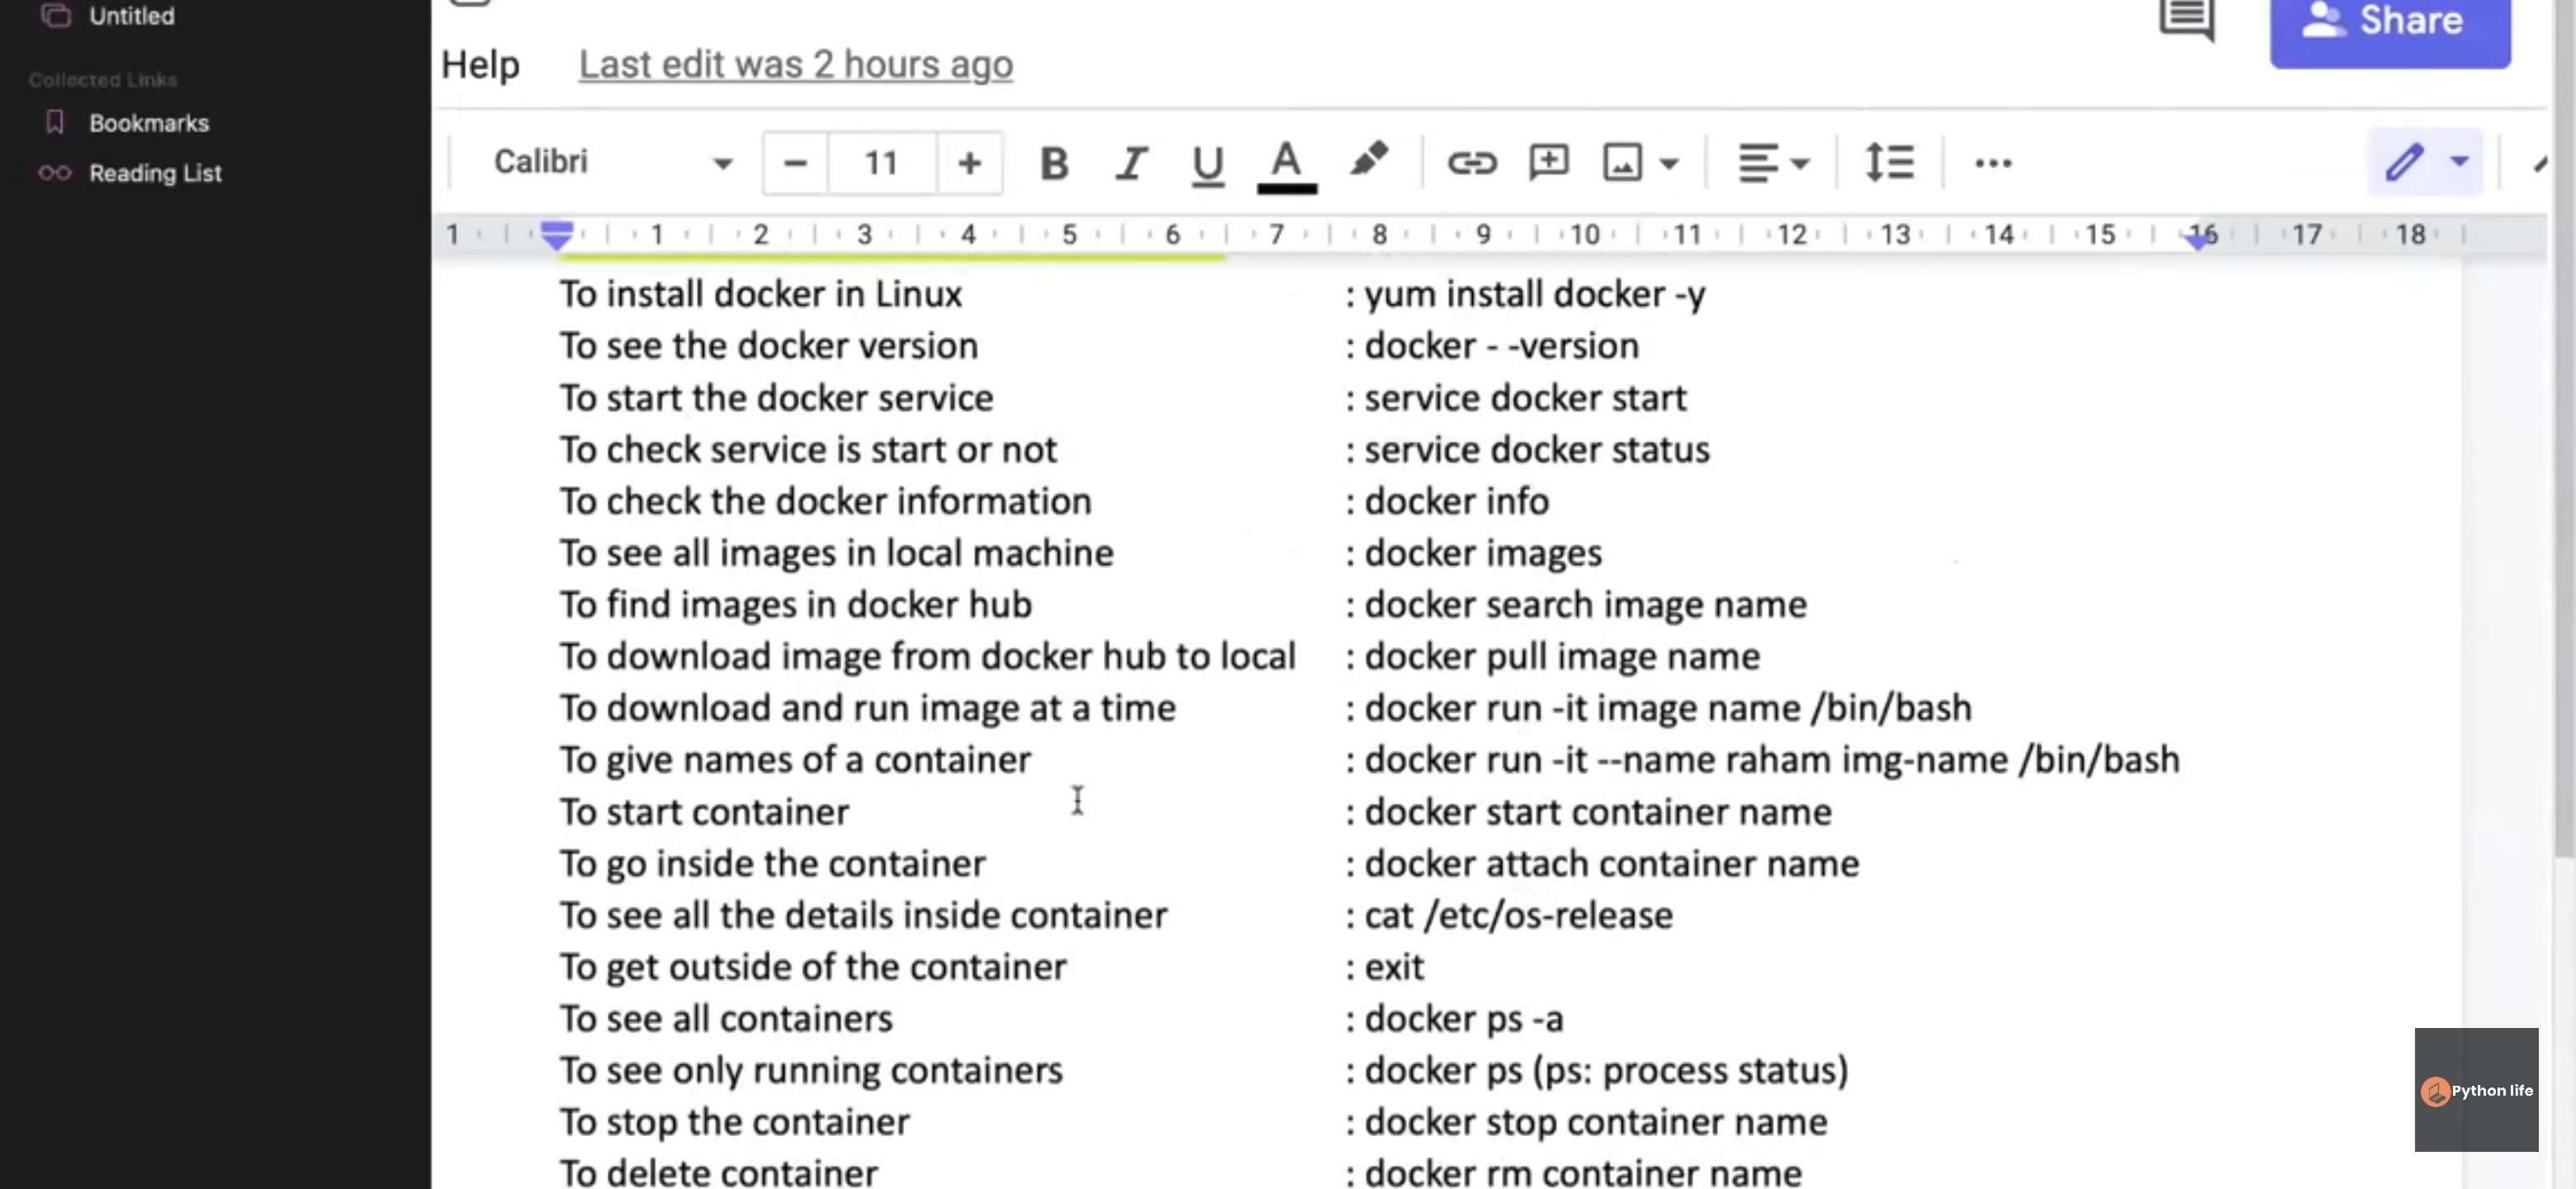 Untitled
Share
Help Last edit was 2 hours ago
Collected Links
Bookmarks
Reading List
Calibri - 11 + B I U A
1 1 2 3 4 5 6 7 8 9 10 11 12 13 14 15 16 17 18
To install docker in Linux : yum install docker -y
To see the docker version : docker - -version
To start the docker service : service docker start
To check service is start or not : service docker status
To check the docker information : docker info
To see all images in local machine : docker images
To find images in docker hub : docker search image name
To download image from docker hub to local : docker pull image name
To download and run image at a time : docker run -it image name /bin/bash
To give names of a container : docker run -it --name raham img-name /bin/bash
To start container : docker start container name
To go inside the container : docker attach container name
To see all the details inside container : cat /etc/os-release
To get outside of the container : exit
To see all containers : docker ps -a
To see only running containers : docker ps (ps: process status)
To stop the container : docker stop container name
To delete container : docker rm container name
Python life